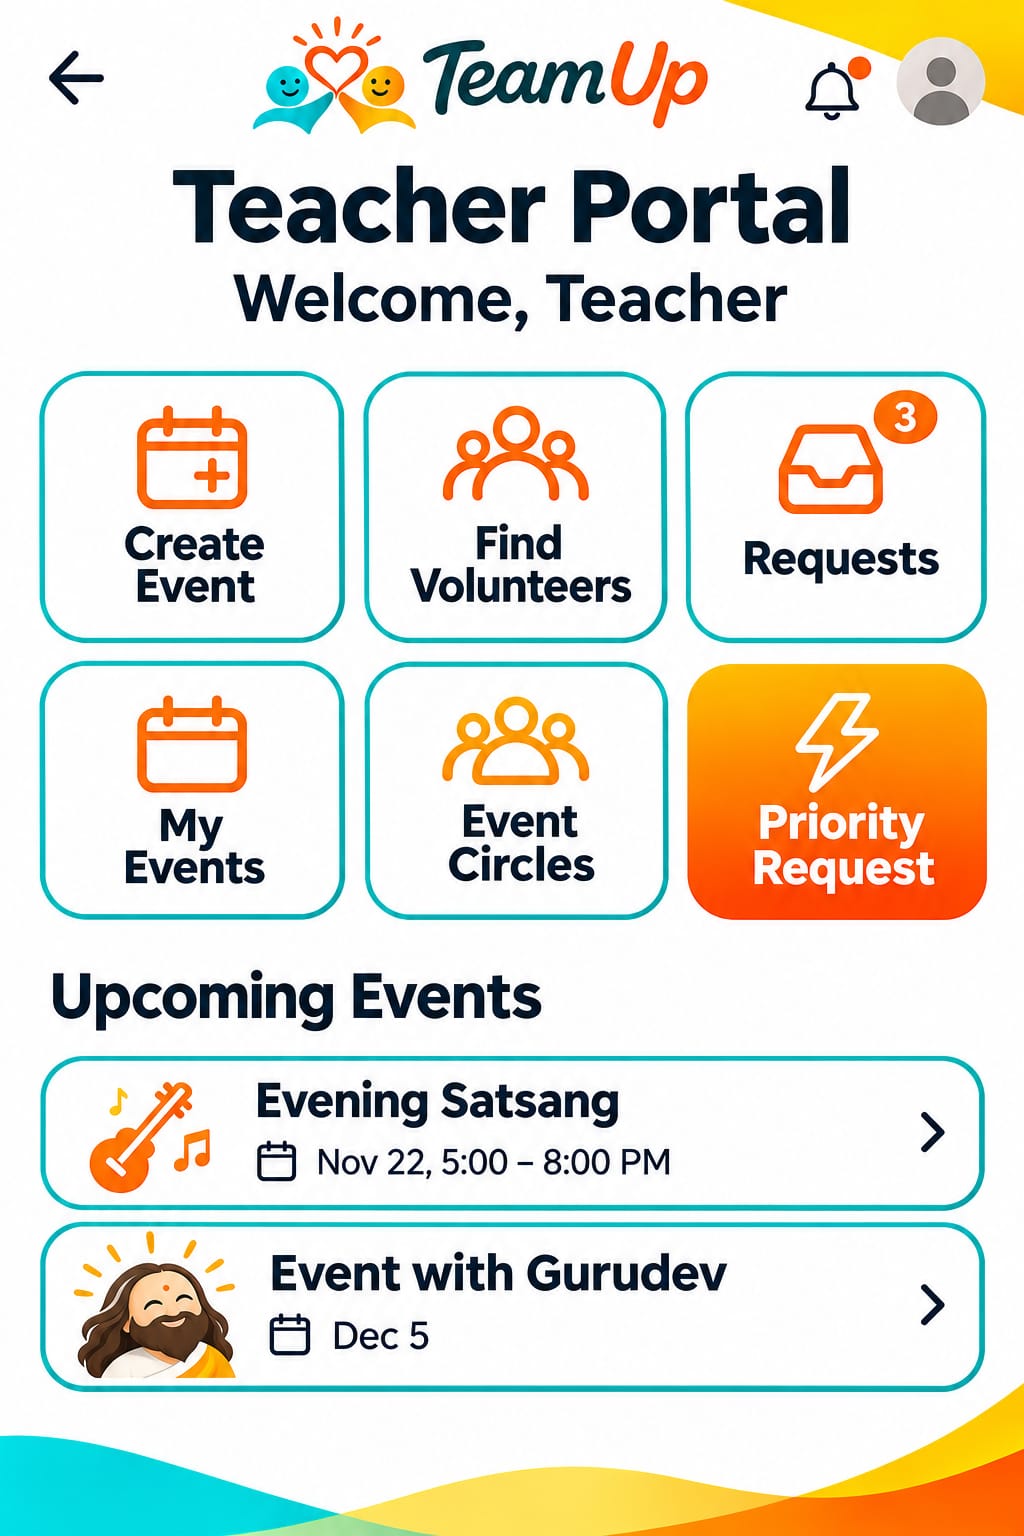 TeamUp
Teacher Portal
Welcome, Teacher
Create
Event
Find
Volunteers
3
Requests
My
Events
Event
Circles
Priority
Request
Upcoming Events
Evening Satsang
Nov 22, 5:00 – 8:00 PM
Event with Gurudev
Dec 5